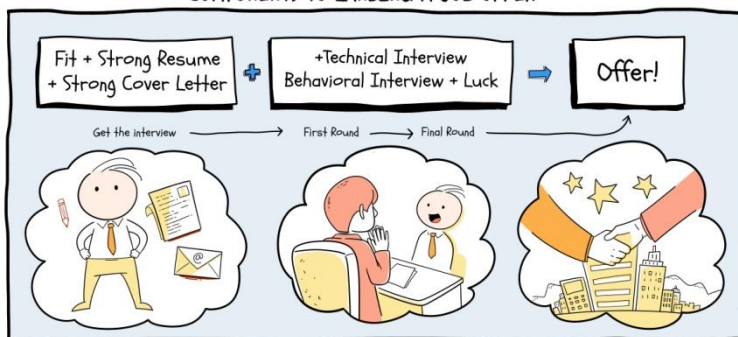 Fit + Strong Resume
+ Strong Cover Letter
+Technical Interview
Behavioral Interview + Luck
Offer!
Get the interview
First Round
Final Round
@